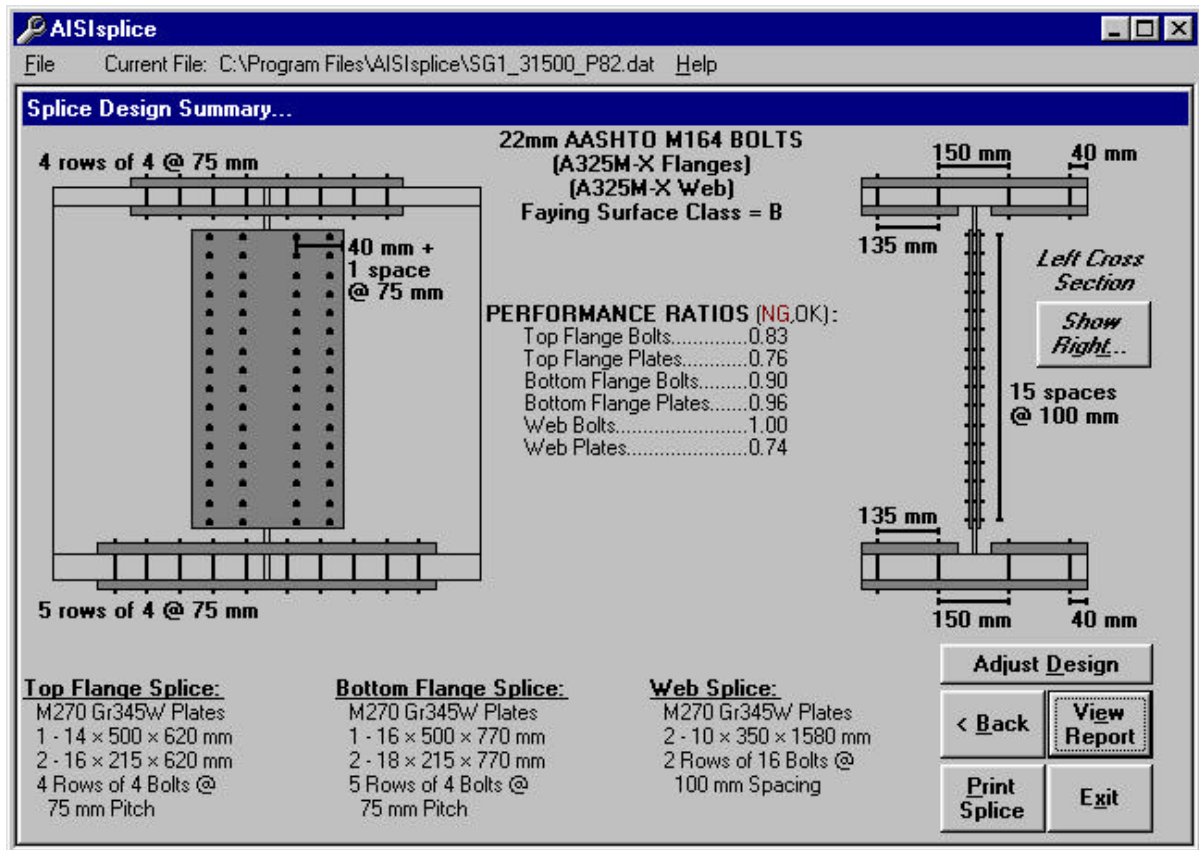 AISIsplice
File Current File: C:\Program Files\AISIsplice\SG1_31500_P82.dat Help
Splice Design Summary...
22mm AASHTO M164 BOLTS
(A325M-X Flanges)
(A325M-X Web)
Faying Surface Class = B
4 rows of 4 @ 75 mm
40 mm +
1 space
@ 75 mm
5 rows of 4 @ 75 mm
PERFORMANCE RATIOS (NG,OK):
Top Flange Bolts..............0.83
Top Flange Plates............0.76
Bottom Flange Bolts........0.90
Bottom Flange Plates.......0.96
Web Bolts.......................1.00
Web Plates......................0.74
150 mm
40 mm
135 mm
Left Cross
Section
Show
Right...
15 spaces
@ 100 mm
135 mm
150 mm
40 mm
Top Flange Splice:
M270 Gr345W Plates
1 - 14 × 500 × 620 mm
2 - 16 × 215 × 620 mm
4 Rows of 4 Bolts @
75 mm Pitch
Bottom Flange Splice:
M270 Gr345W Plates
1 - 16 × 500 × 770 mm
2 - 18 × 215 × 770 mm
5 Rows of 4 Bolts @
75 mm Pitch
Web Splice:
M270 Gr345W Plates
2 - 10 × 350 × 1580 mm
2 Rows of 16 Bolts @
100 mm Spacing
Adjust Design
< Back
View
Report
Print
Splice
Exit